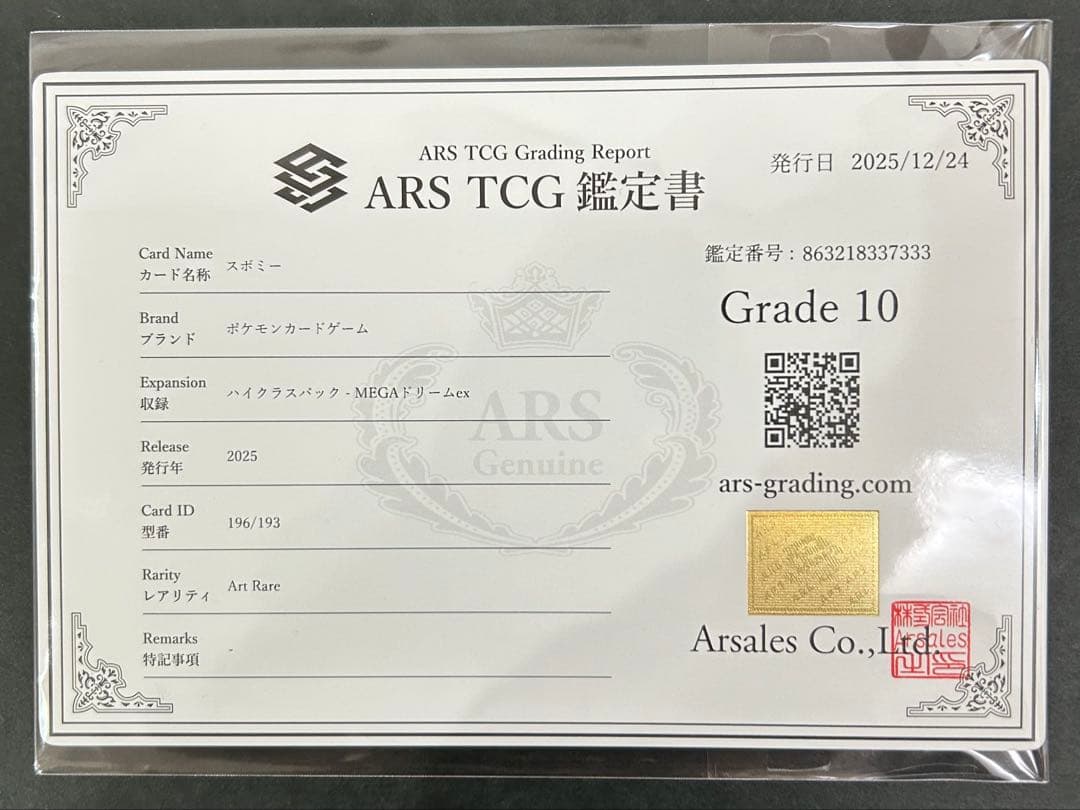 ARS TCG Grading Report
ARS TCG 鑑定書
発行日 2025/12/24
Card Name
カード名称 スボミー
Brand
ブランド ポケモンカードゲーム
Expansion
収録 ハイクラスパック - MEGAドリームex
Release
発行年 2025
Card ID
型番 196/193
Rarity
レアリティ Art Rare
Remarks
特記事項 -
ARS
Genuine
鑑定番号 : 863218337333
Grade 10
ars-grading.com
Arsales Co.,Ltd.
株式会社
Arsales